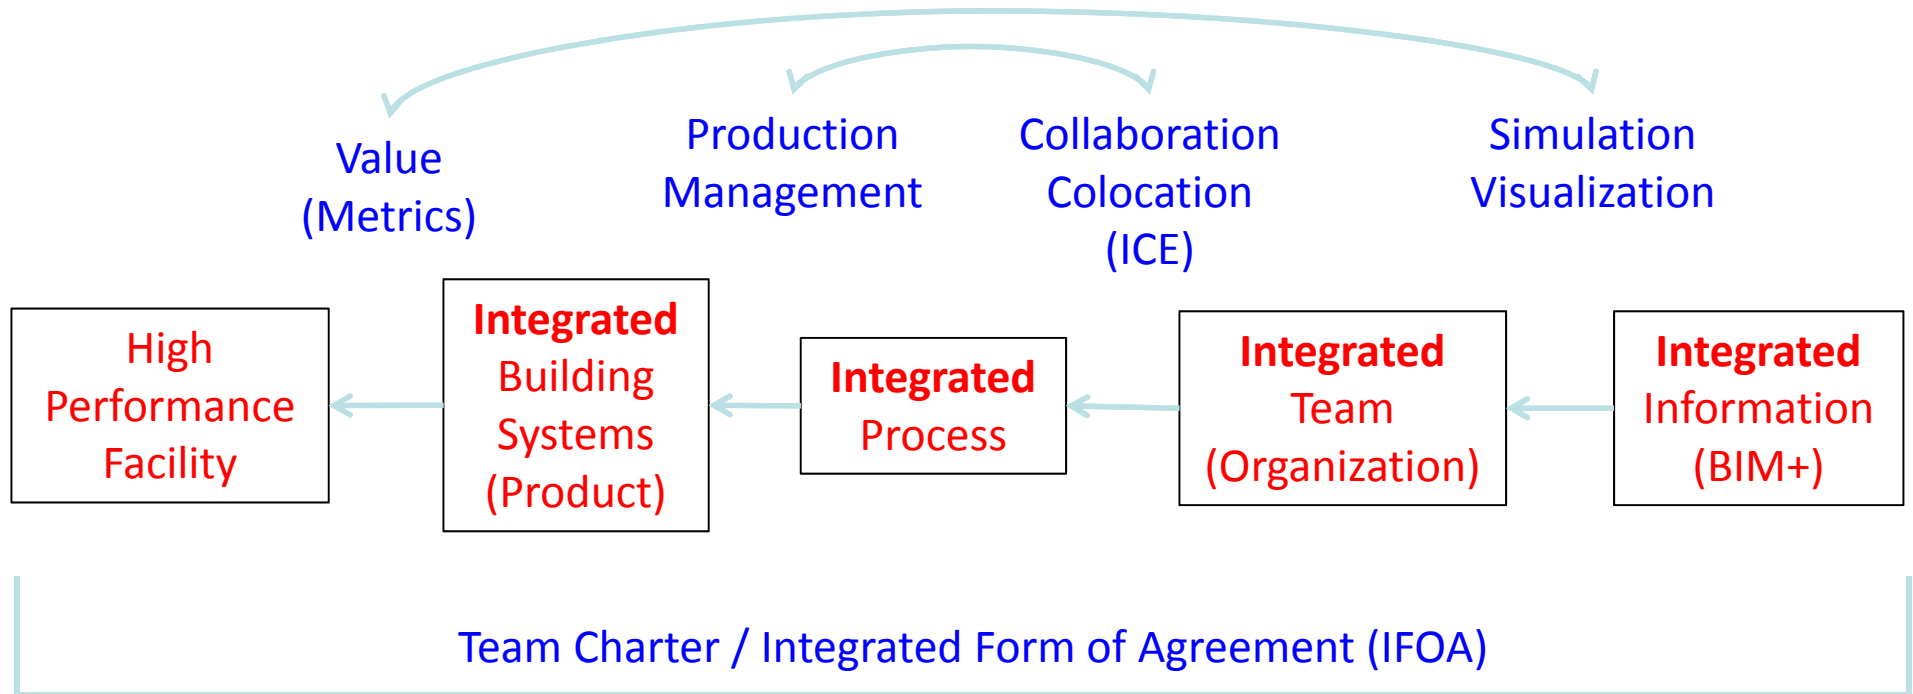 Value
(Metrics)
Production
Management
Collaboration
Colocation
(ICE)
Simulation
Visualization
High
Performance
Facility
Integrated
Building
Systems
(Product)
Integrated
Process
Integrated
Team
(Organization)
Integrated
Information
(BIM+)
Team Charter / Integrated Form of Agreement (IFOA)